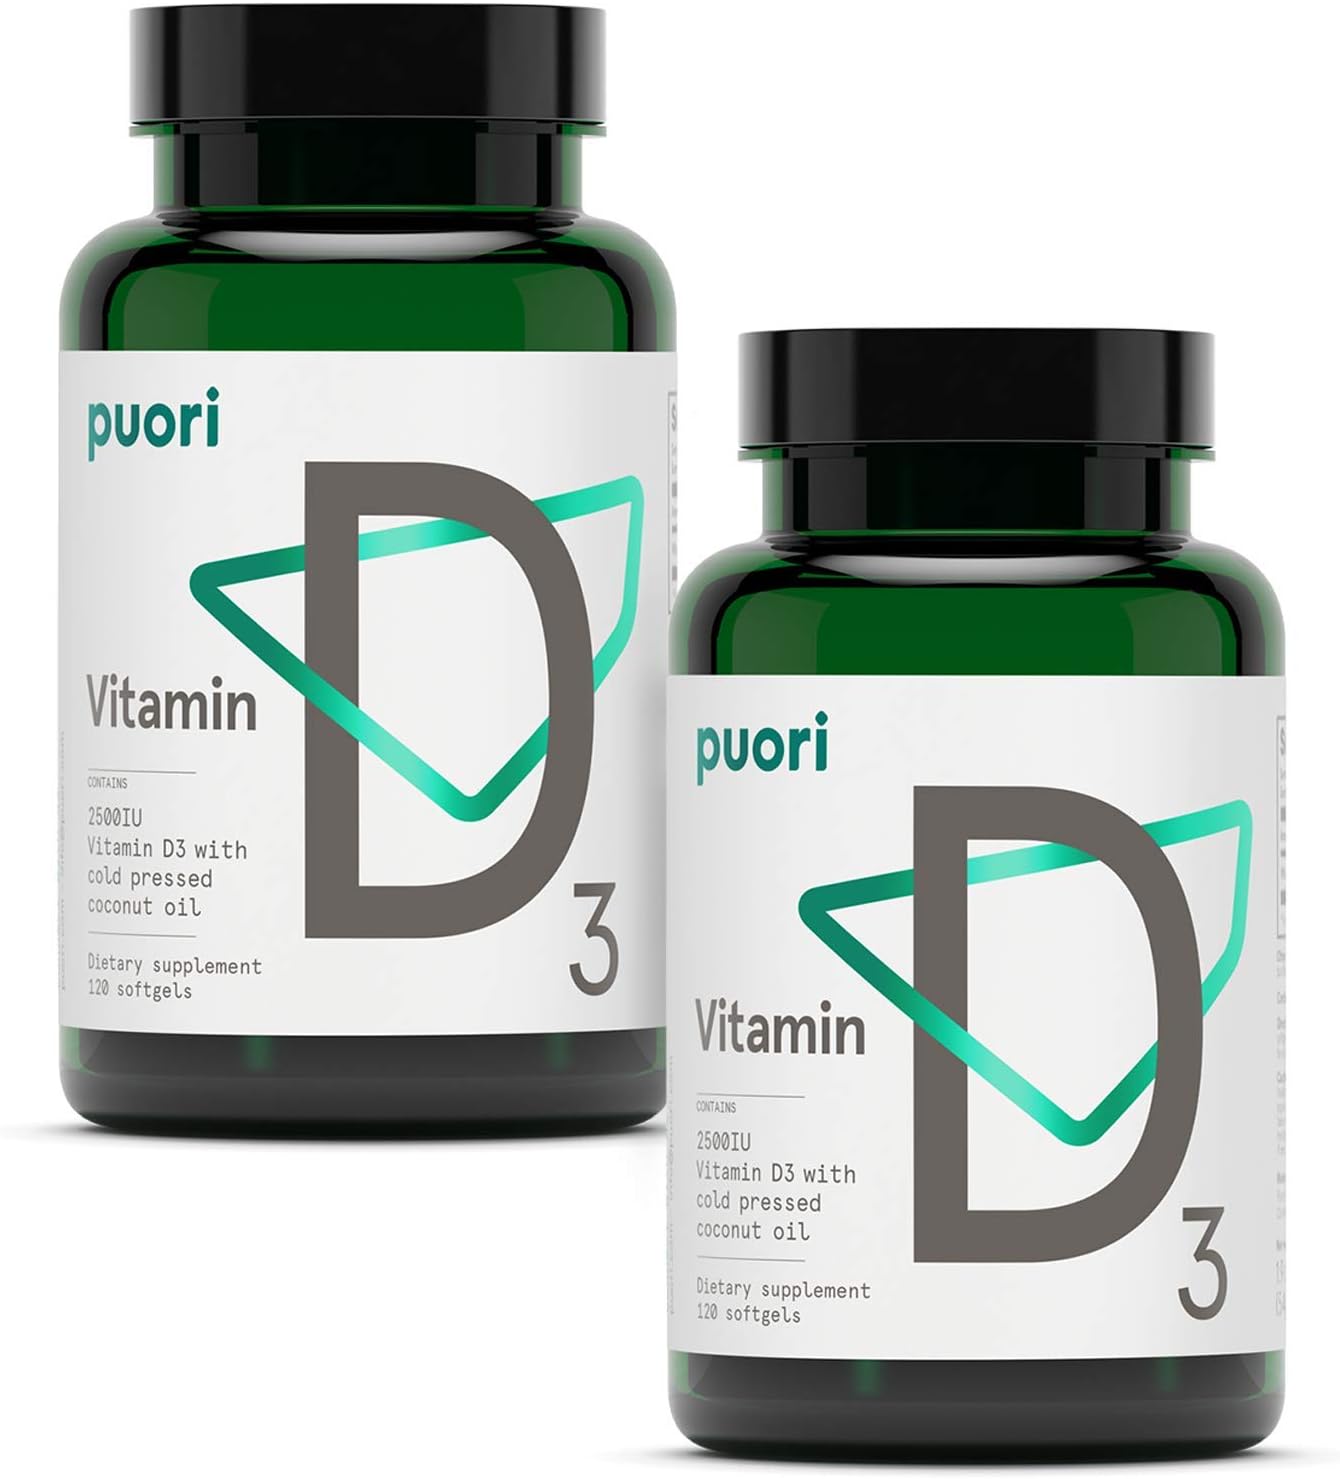 puori
D
3
Vitamin
CONTAINS
2500IU
Vitamin D3 with
cold pressed
coconut oil
Dietary supplement
120 softgels
puori
D
3
Vitamin
CONTAINS
2500IU
Vitamin D3 with
cold pressed
coconut oil
Dietary supplement
120 softgels